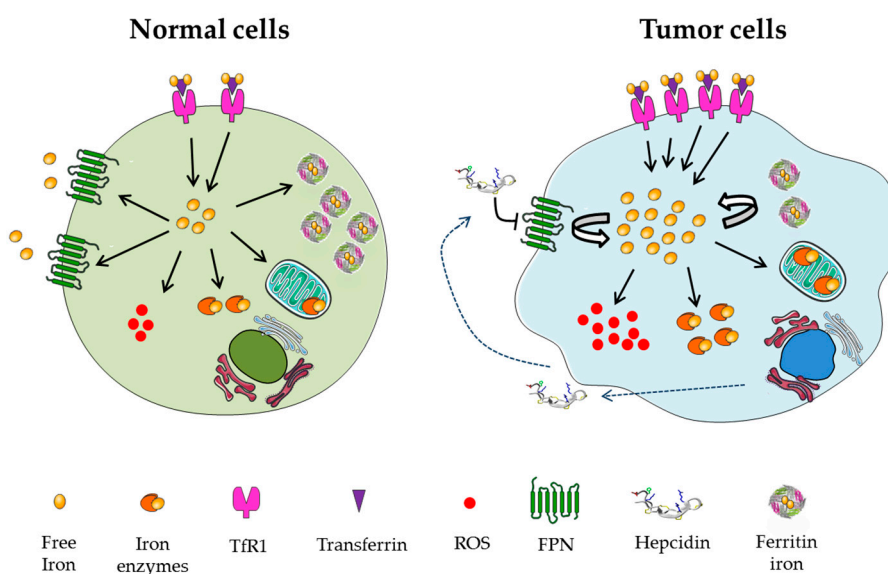 Normal cells
Tumor cells
Free
Iron
Iron
enzymes
TfR1
Transferrin
ROS
FPN
Hepcidin
Ferritin
iron